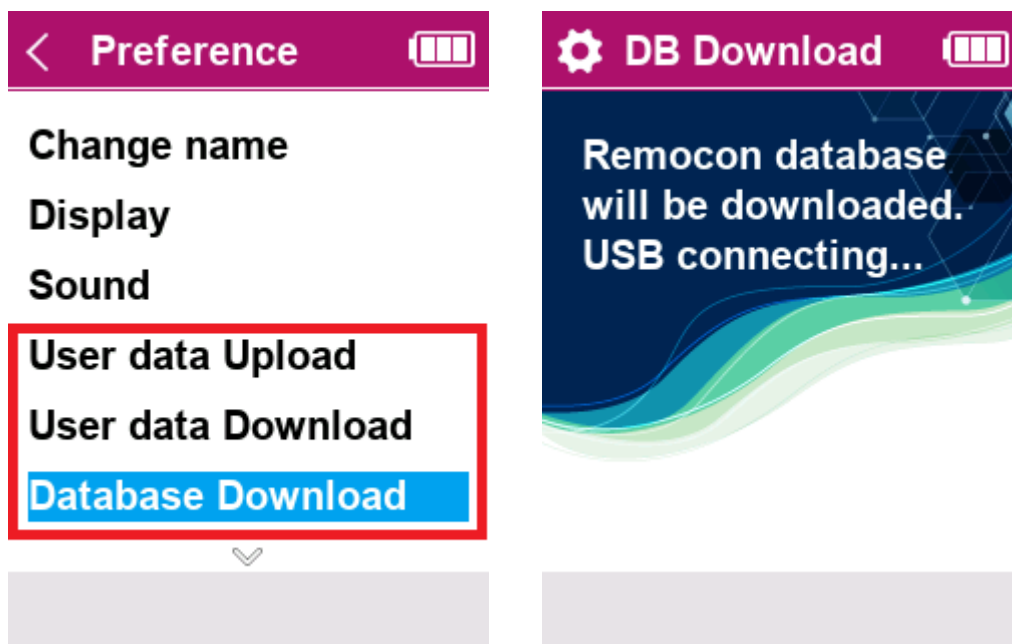 Preference
Change name
Display
Sound
User data Upload
User data Download
Database Download
DB Download
Remocon database
will be downloaded.
USB connecting...